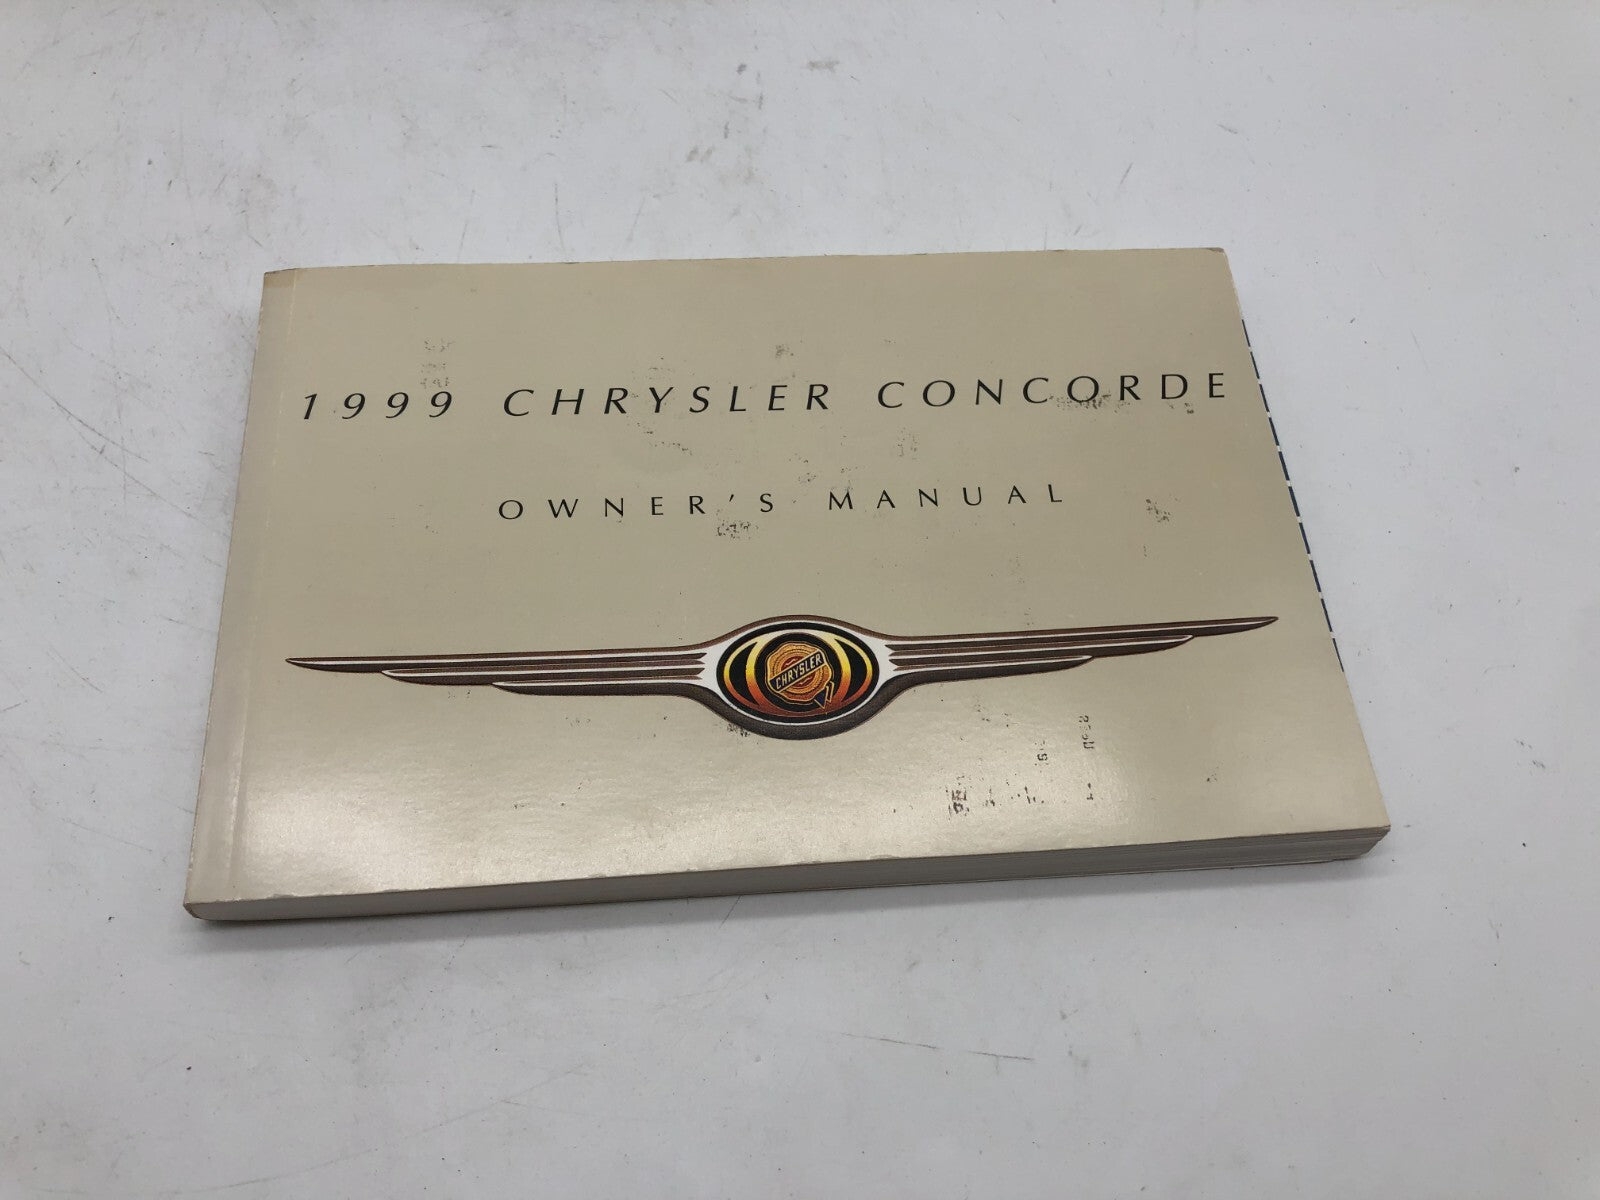 1999 CHRYSLER CONCORDE
OWNER'S MANUAL
CHRYSLER